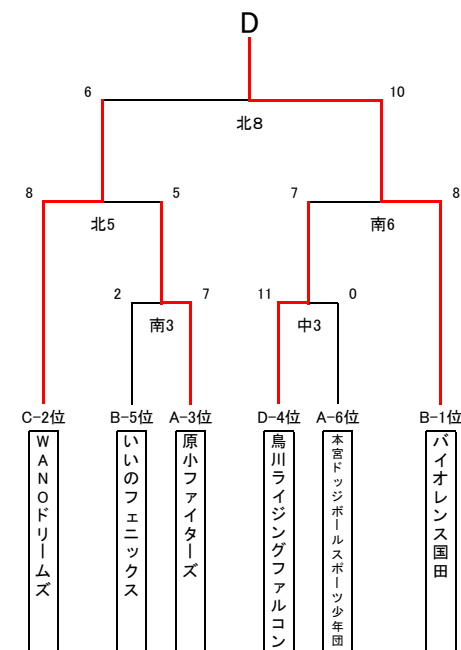 D
6
10
北8
8
5
7
8
北5
南6
2
7
11
0
南3
中3
C-2位
B-5位
A-3位
D-4位
A-6位
B-1位
WANOドリームズ
いいのフェニックス
原小ファイターズ
鳥川ライジングファルコン
本宮ドッジボールスポーツ少年団
バイオレンス国田